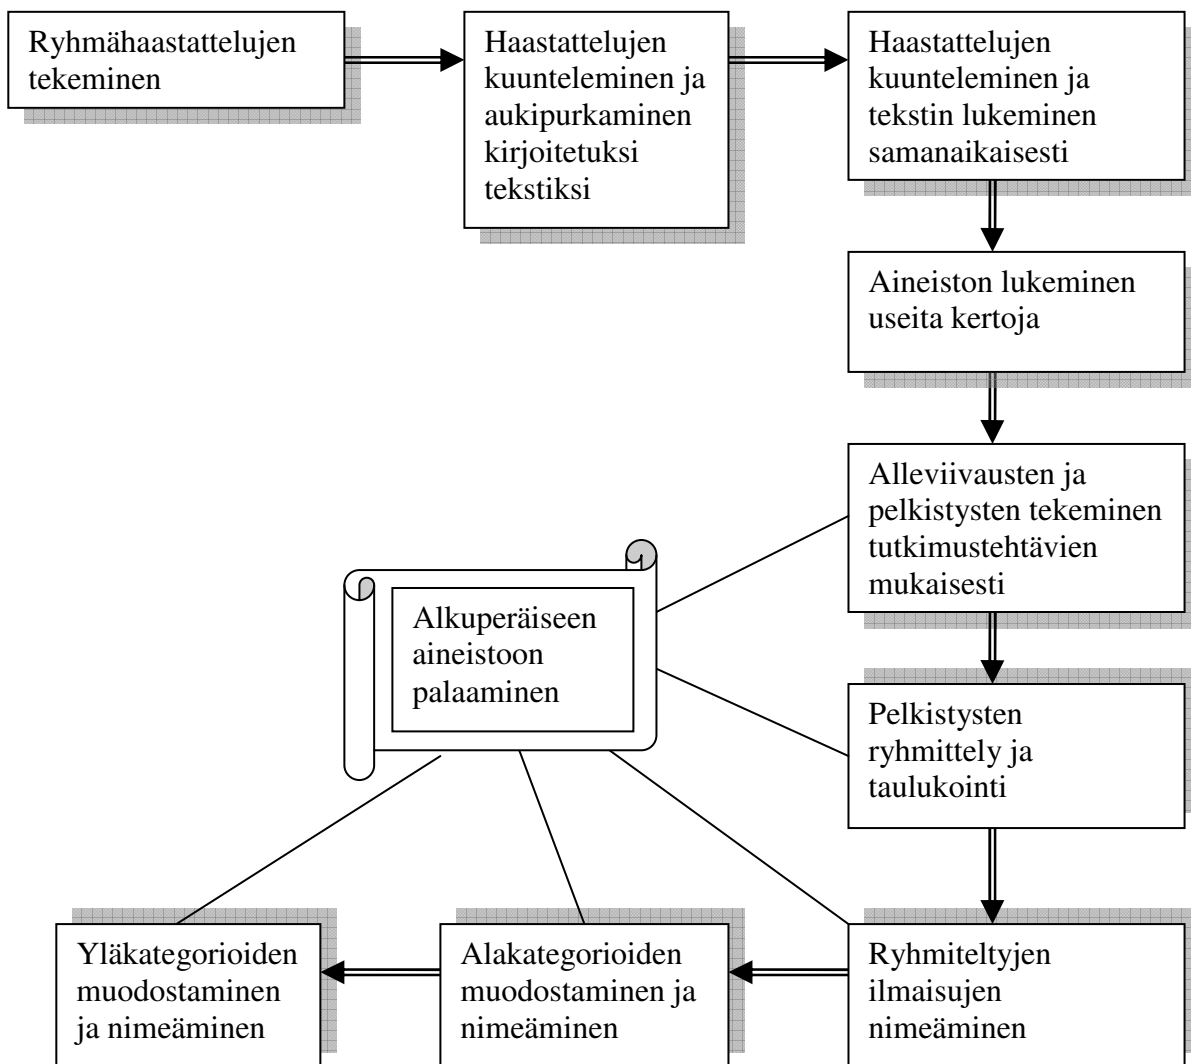 Ryhmähaastattelujen
tekeminen
Haastattelujen
kuunteleminen ja
aukipurkaminen
kirjoitetuksi
tekstiksi
Haastattelujen
kuunteleminen ja
tekstin lukeminen
samanaikaisesti
Aineiston lukeminen
useita kertoja
Alleviivausten ja
pelkistysten tekeminen
tutkimustehtävien
mukaisesti
Alkuperäiseen
aineistoon
palaaminen
Pelkistysten
ryhmittely ja
taulukointi
Ryhmiteltyjen
ilmaisujen
nimeäminen
Alakategorioiden
muodostaminen ja
nimeäminen
Yläkategorioiden
muodostaminen
ja nimeäminen